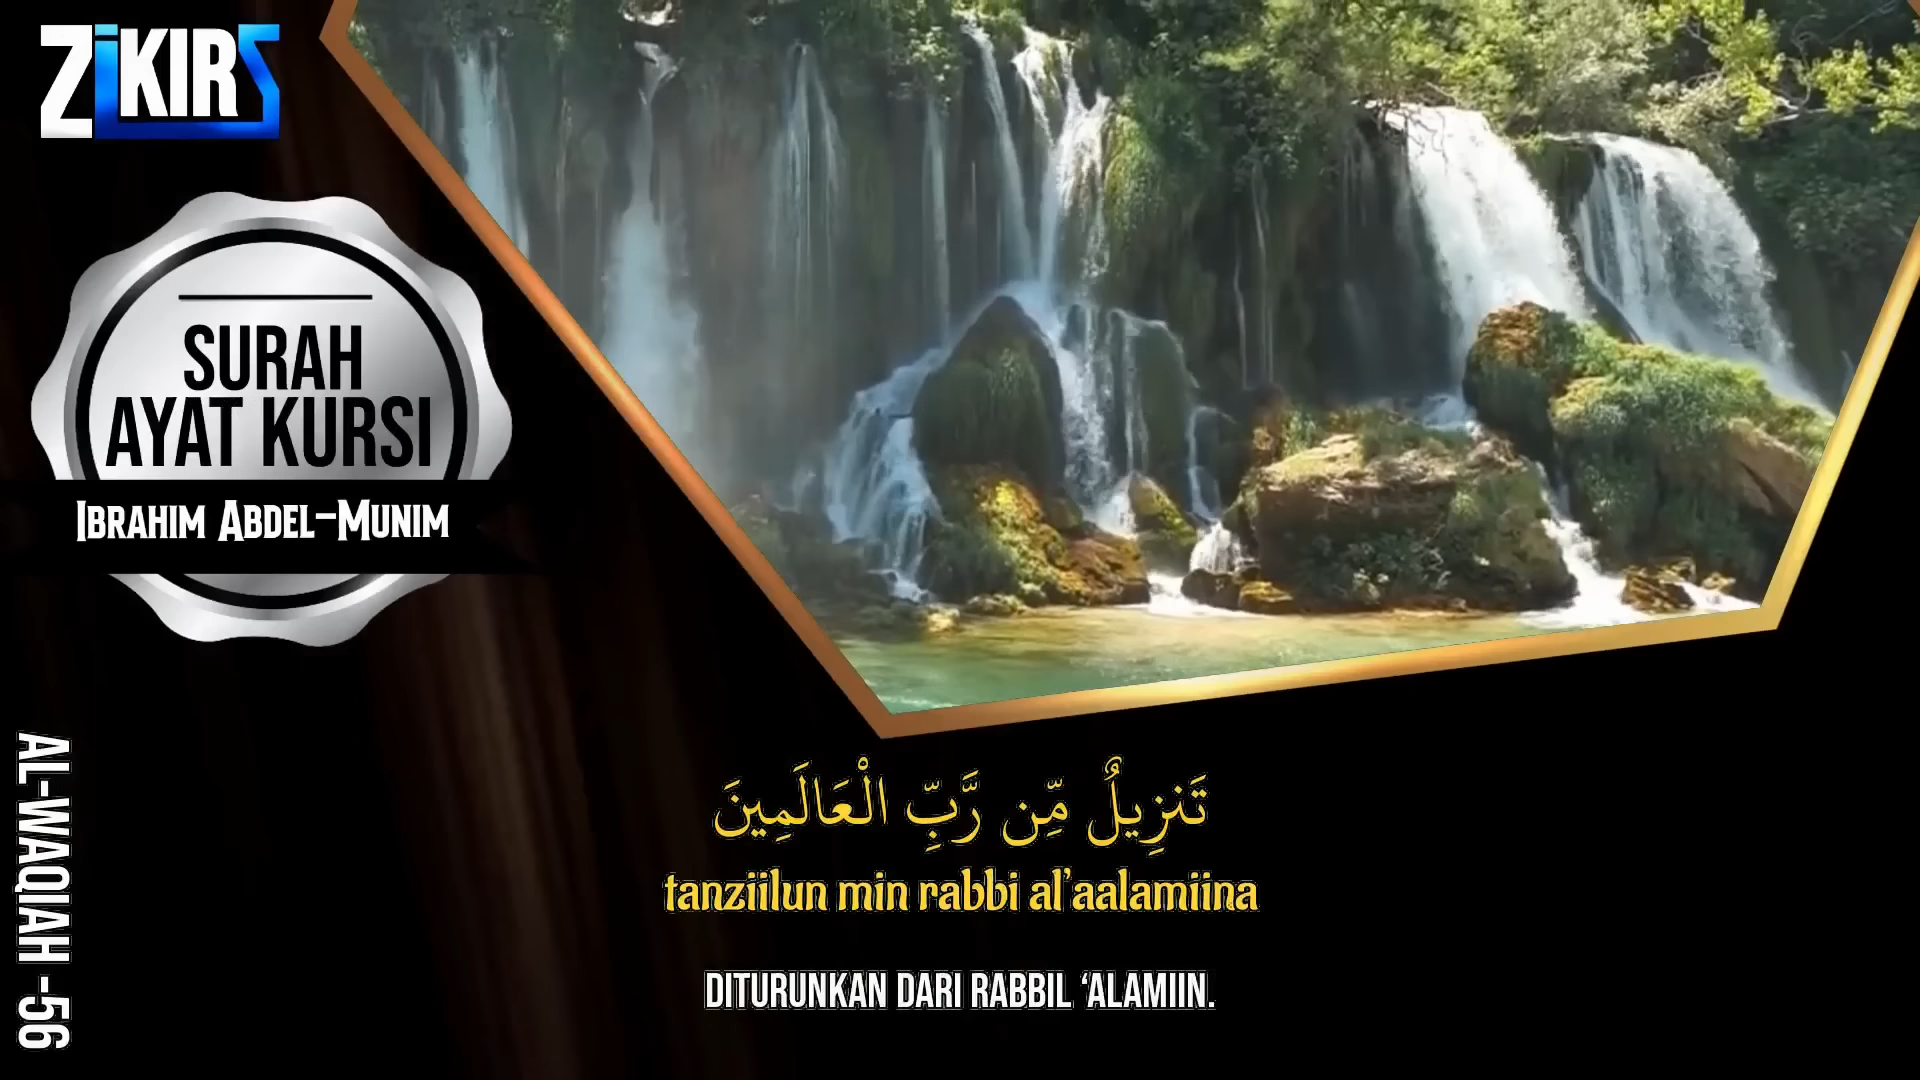 ZiKIRS
SURAH
AYAT KURSI
IBRAHIM ABDEL-MUNIM
AL-WAQIAH -56
تَنزِيلٌ مِّن رَّبِّ الْعَالَمِينَ
tanziilun min rabbi al'aalamiina
DITURUNKAN DARI RABBIL ‘ALAMIIN.